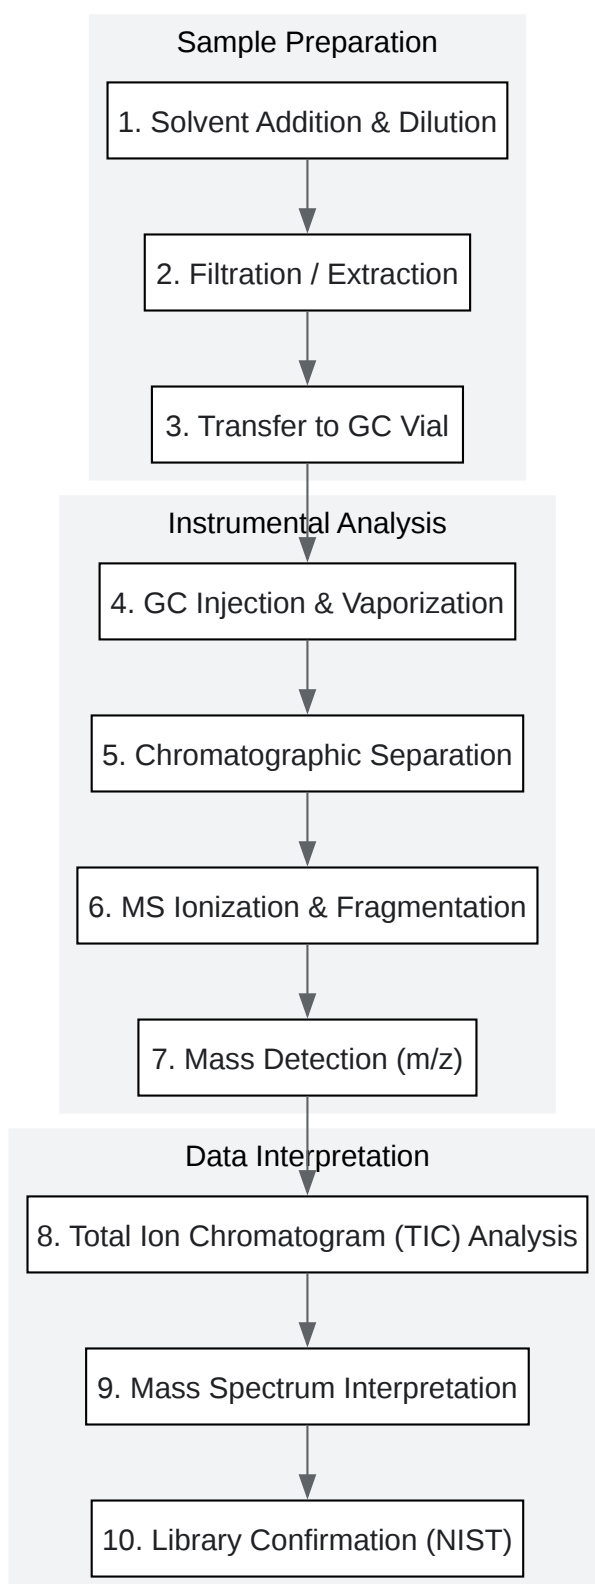 Sample Preparation
1. Solvent Addition & Dilution
2. Filtration / Extraction
3. Transfer to GC Vial
Instrumental Analysis
4. GC Injection & Vaporization
5. Chromatographic Separation
6. MS Ionization & Fragmentation
7. Mass Detection (m/z)
Data Interpretation
8. Total Ion Chromatogram (TIC) Analysis
9. Mass Spectrum Interpretation
10. Library Confirmation (NIST)